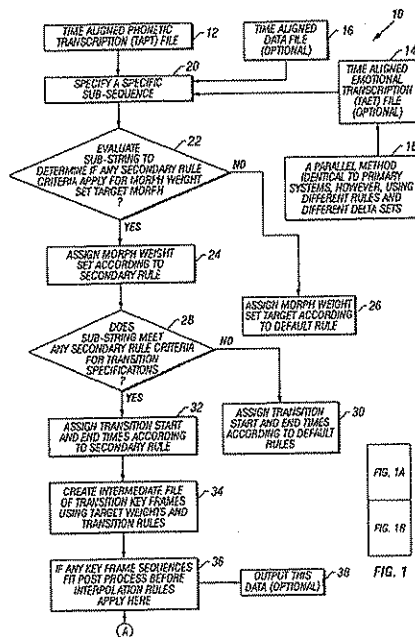 10
TIME ALIGNED PHONETIC
TRANSCRIPTION (TAPT) FILE
12
16
TIME ALIGNED
DATA FILE
(OPTIONAL)
14
TIME ALIGNED
EMOTIONAL
TRANSCRIPTION
(TAET) FILE
(OPTIONAL)
20
SPECIFY A SPECIFIC
SUB-SEQUENCE
18
A PARALLEL METHOD
IDENTICAL TO PRIMARY
SYSTEMS, HOWEVER, USING
DIFFERENT RULES AND
DIFFERENT DELTA SETS
22
EVALUATE
SUB-STRING TO
DETERMINE IF ANY SECONDARY RULE
CRITERIA APPLY FOR MORPH WEIGHT
SET TARGET MORPH
?
NO
YES
24
ASSIGN MORPH WEIGHT
SET ACCORDING TO
SECONDARY RULE
26
ASSIGN MORPH WEIGHT
SET TARGET ACCORDING
TO DEFAULT RULE
28
DOES
SUB-STRING MEET
ANY SECONDARY RULE CRITERIA
FOR TRANSITION
SPECIFICATIONS
?
NO
YES
32
ASSIGN TRANSITION START
AND END TIMES ACCORDING
TO SECONDARY RULE
30
ASSIGN TRANSITION START
AND END TIMES
ACCORDING TO DEFAULT
RULES
34
CREATE INTERMEDIATE FILE
OF TRANSITION KEY FRAMES
USING TARGET WEIGHTS AND
TRANSITION RULES
36
IF ANY KEY FRAME SEQUENCES
FIT POST PROCESS BEFORE
INTERPOLATION RULES
APPLY HERE
38
OUTPUT THIS
DATA (OPTIONAL)
A
FIG. 1A
FIG. 1B
FIG. 1